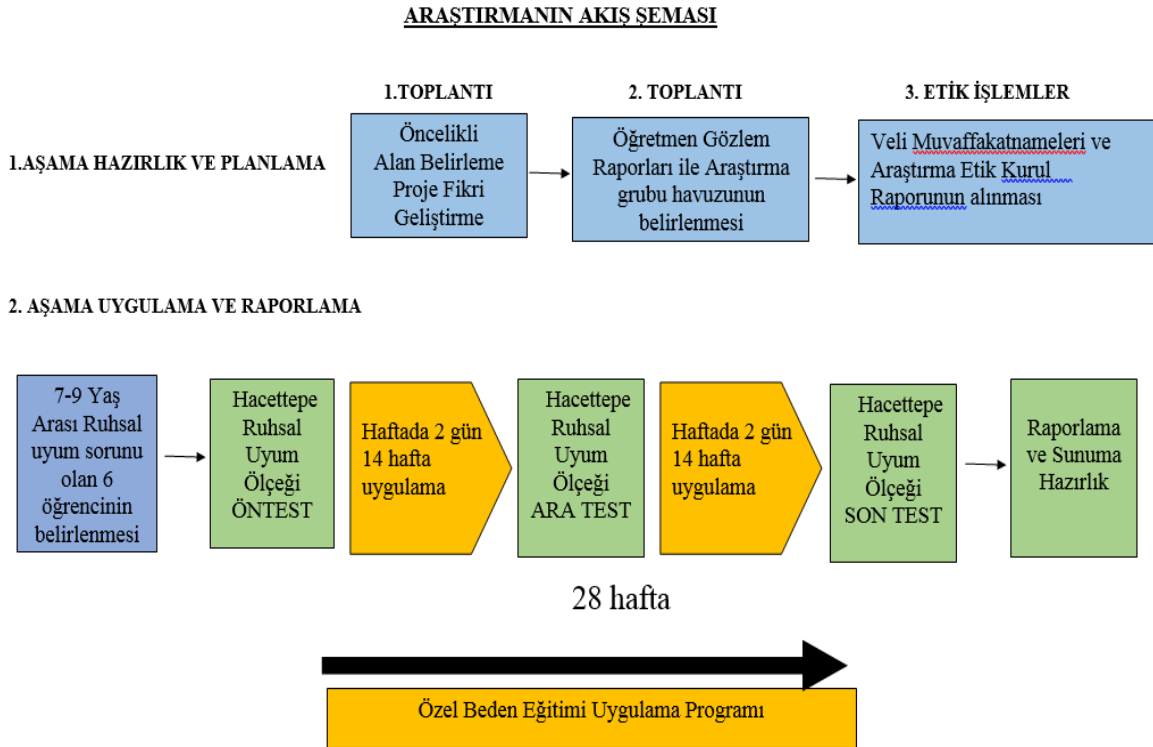 ARAŞTIRMANIN AKIŞ ŞEMASI
1.AŞAMA HAZIRLIK VE PLANLAMA
1.TOPLANTI
Öncelikli
Alan Belirleme
Proje Fikri
Geliştirme
2. TOPLANTI
Öğretmen Gözlem
Raporları ile Araştırma
grubu havuzunun
belirlenmesi
3. ETİK İŞLEMLER
Veli Muvaffakatnameleri ve
Araştırma Etik Kurul
Raporunun alınması
2. AŞAMA UYGULAMA VE RAPORLAMA
7-9 Yaş
Arası Ruhsal
uyum sorunu
olan 6
öğrencinin
belirlenmesi
Hacettepe
Ruhsal
Uyum
Ölçeği
ÖNTEST
Haftada 2 gün
14 hafta
uygulama
Hacettepe
Ruhsal
Uyum
Ölçeği
ARA TEST
Haftada 2 gün
14 hafta
uygulama
Hacettepe
Ruhsal
Uyum
Ölçeği
SON TEST
Raporlama
ve Sunuma
Hazırlık
28 hafta
Özel Beden Eğitimi Uygulama Programı